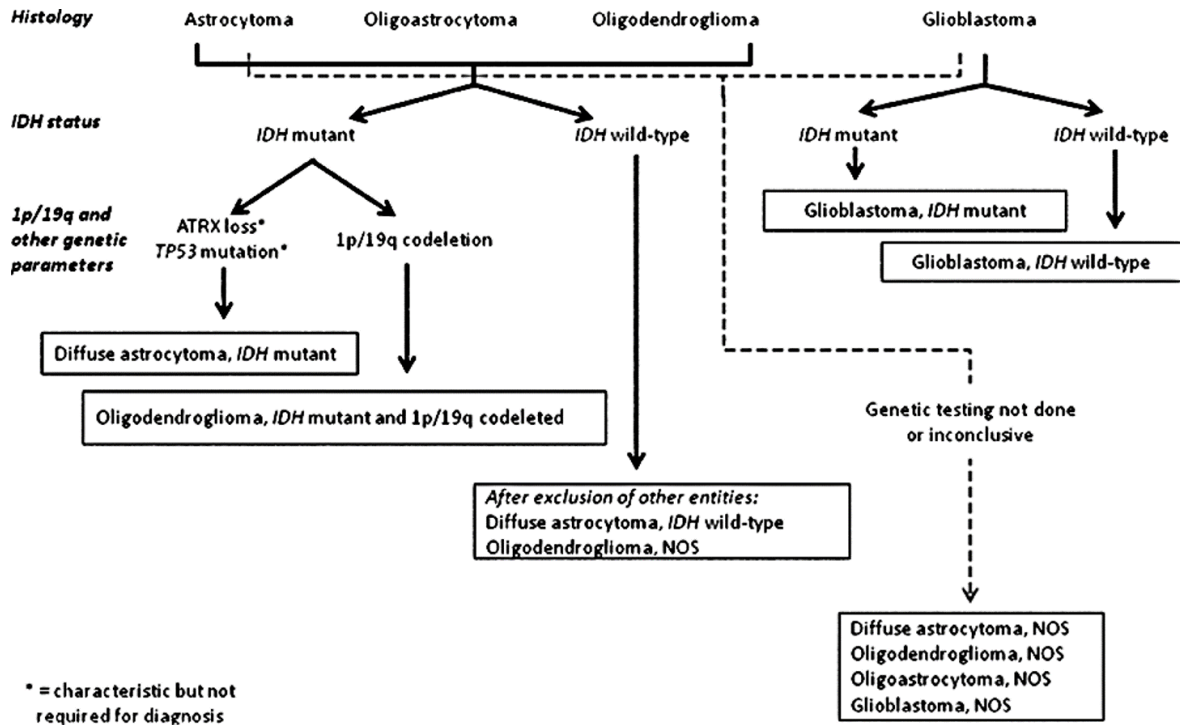 Histology
Astrocytoma
Oligoastrocytoma
Oligodendroglioma
Glioblastoma
IDH status
IDH mutant
IDH wild-type
IDH mutant
IDH wild-type
1p/19q and
other genetic
parameters
ATRX loss*
TP53 mutation*
1p/19q codeletion
Glioblastoma, IDH mutant
Glioblastoma, IDH wild-type
Diffuse astrocytoma, IDH mutant
Oligodendroglioma, IDH mutant and 1p/19q codeleted
Genetic testing not done
or inconclusive
After exclusion of other entities:
Diffuse astrocytoma, IDH wild-type
Oligodendroglioma, NOS
Diffuse astrocytoma, NOS
Oligodendroglioma, NOS
Oligoastrocytoma, NOS
Glioblastoma, NOS
* = characteristic but not
required for diagnosis